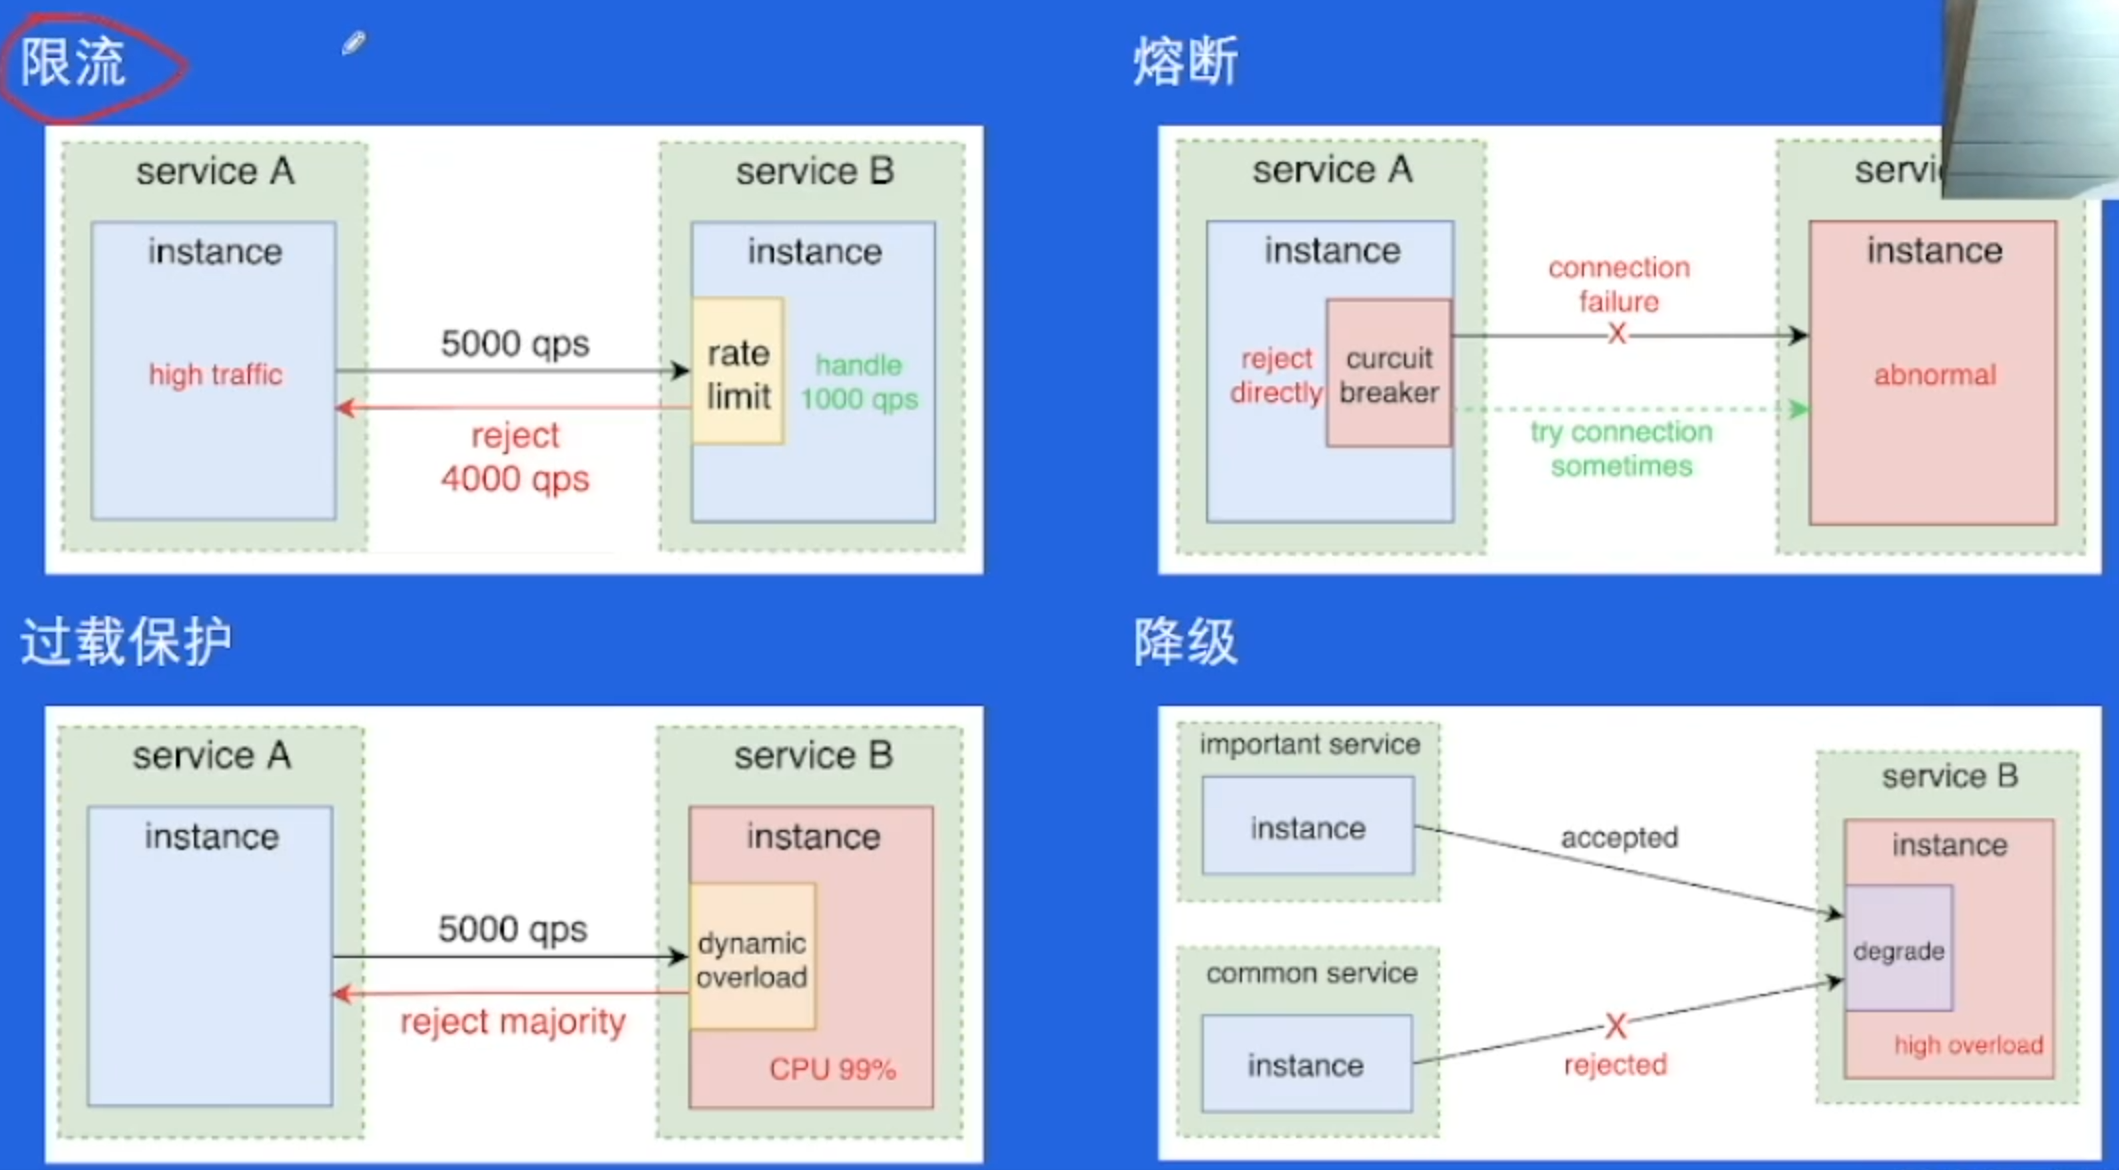 限流
service A
instance
high traffic
5000 qps
reject
4000 qps
service B
instance
rate
limit
handle
1000 qps
熔断
service A
instance
reject
directly
curcuit
breaker
connection
failure
X
try connection
sometimes
instance
abnormal
过载保护
service A
instance
5000 qps
reject majority
service B
instance
dynamic
overload
CPU 99%
降级
important service
instance
common service
instance
accepted
X
rejected
service B
instance
degrade
high overload